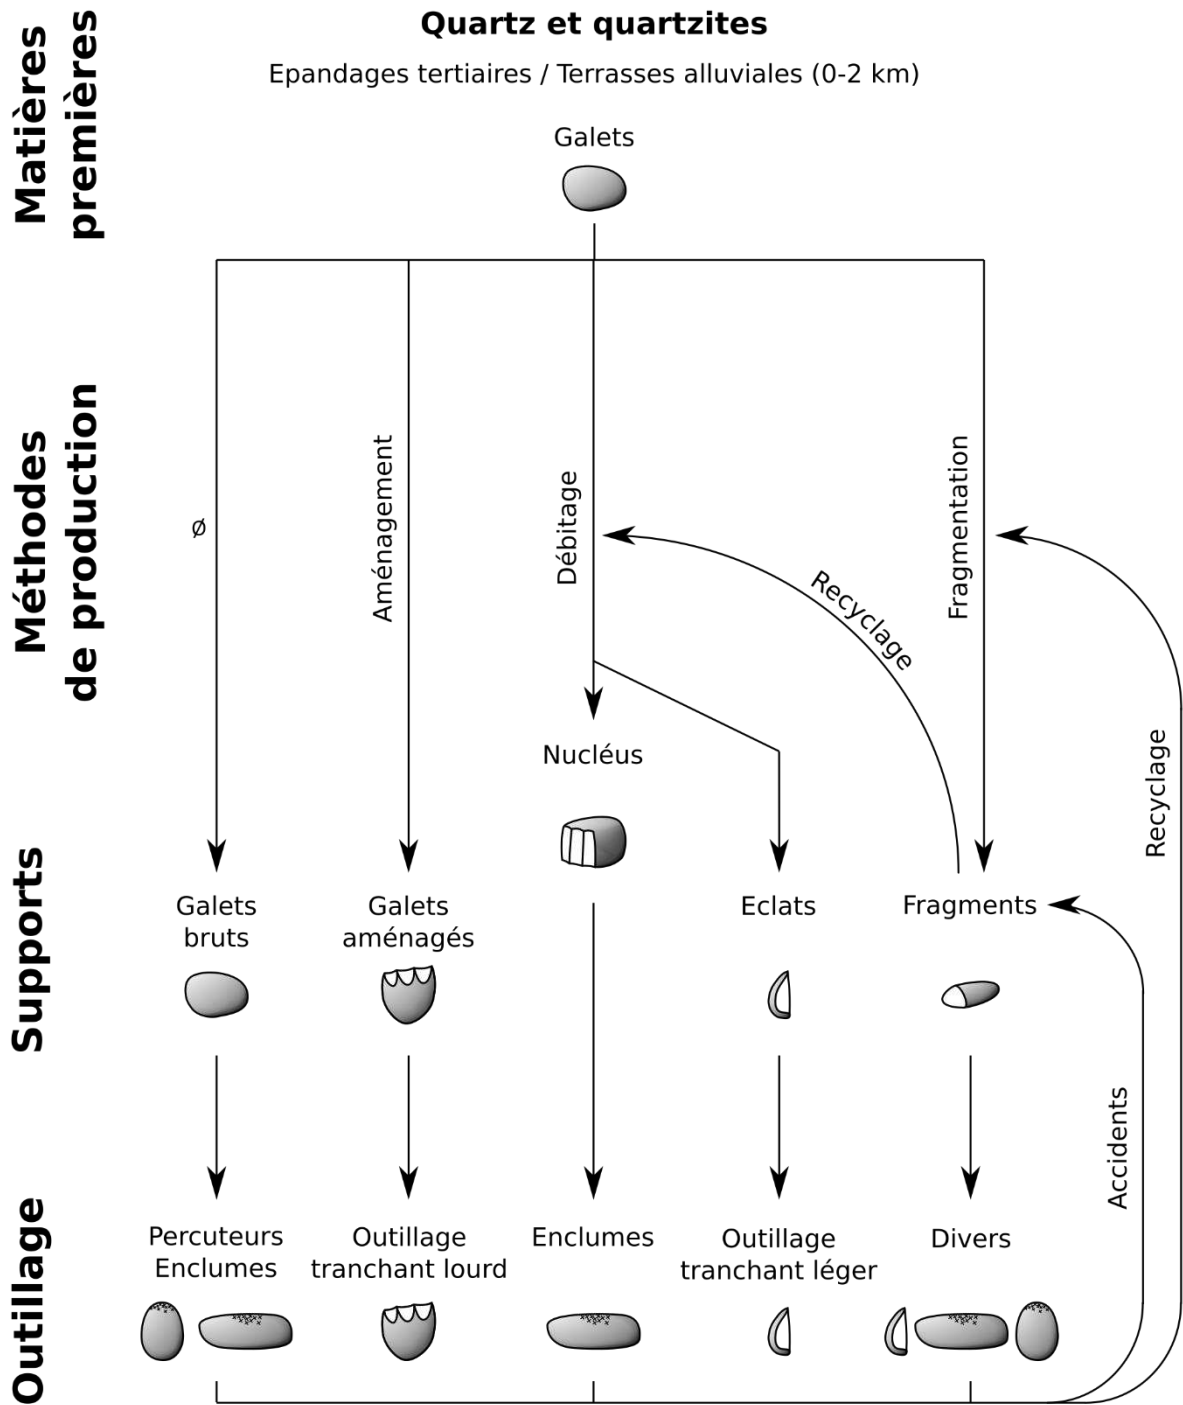 Quartz et quartzites
Epandages tertiaires / Terrasses alluviales (0-2 km)
Matières
premières
Galets
Méthodes
de production
ø
Aménagement
Débitage
Recyclage
Fragmentation
Recyclage
Nucléus
Supports
Galets
bruts
Galets
aménagés
Eclats
Fragments
Accidents
Outillage
Percuteurs
Enclumes
Outillage
tranchant lourd
Enclumes
Outillage
tranchant léger
Divers